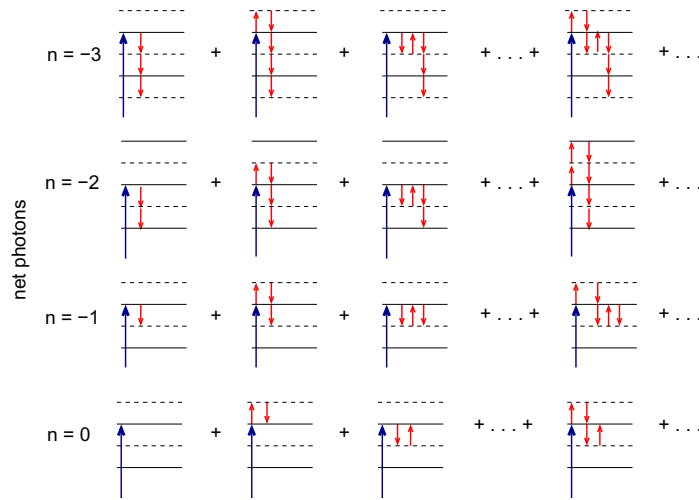 n = −3 + + + . . . + + . . .
n = −2 + + + . . . + + . . .
n = −1 + + + . . . + + . . .
n = 0 + + + . . . + + . . .
net photons